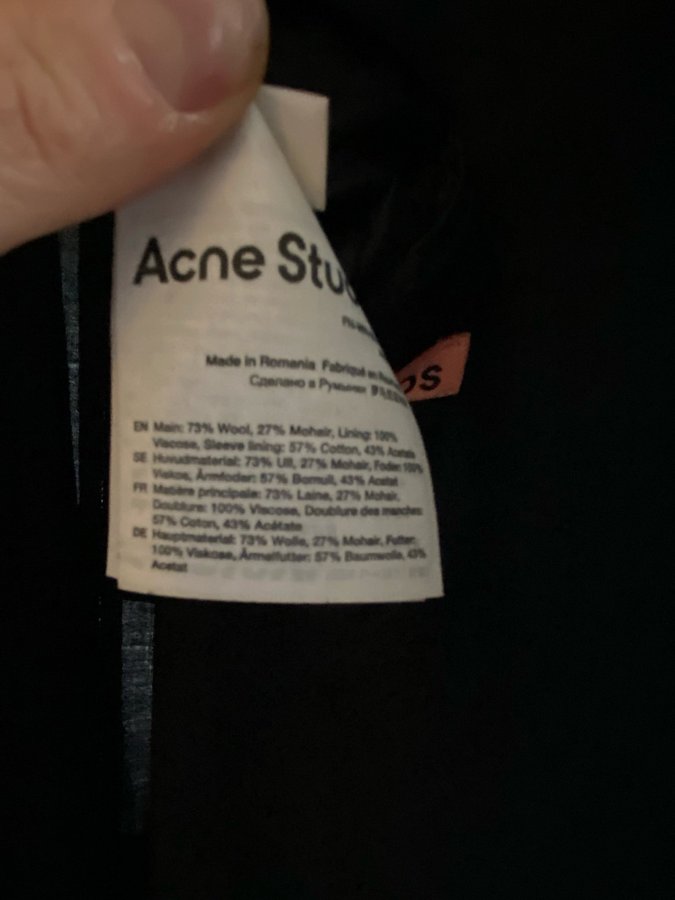 Acne Stu
Made in Romania Fabriqué en
Сделано в Румынии
os
EN Main: 73% Wool, 27% Mohair, Lining: 100%
Viscose, Sleeve lining: 57% Cotton, 43% Acetate
SE Huvudmaterial: 73% Ull, 27% Mohair, Foder: 100%
Viskos, Ärmfoder: 57% Bomull, 43% Acetat
FR Matière principale: 73% Laine, 27% Mohair,
Doublure: 100% Viscose, Doublure des manches
57% Coton, 43% Acétate
DE Hauptmaterial: 73% Wolle, 27% Mohair, Futter:
100% Viskose, Ärmelfutter: 57% Baumwolle, 43%
Acetat